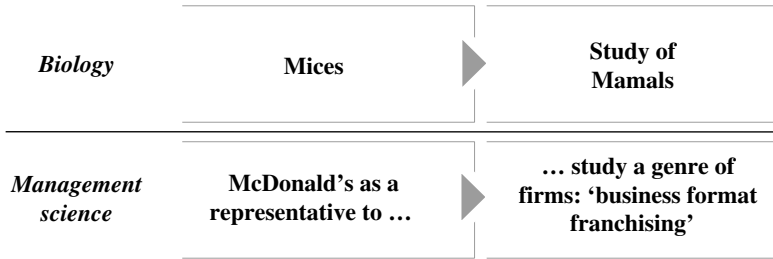 Biology
Mices
Study of
Mamals
Management
science
McDonald’s as a
representative to …
… study a genre of
firms: ‘business format
franchising’